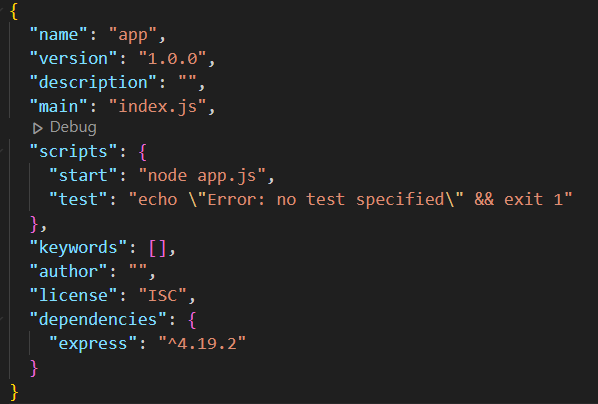 {
"name": "app",
"version": "1.0.0",
"description": "",
"main": "index.js",
Debug
"scripts": {
"start": "node app.js",
"test": "echo \"Error: no test specified\" && exit 1"
},
"keywords": [],
"author": "",
"license": "ISC",
"dependencies": {
"express": "^4.19.2"
}
}